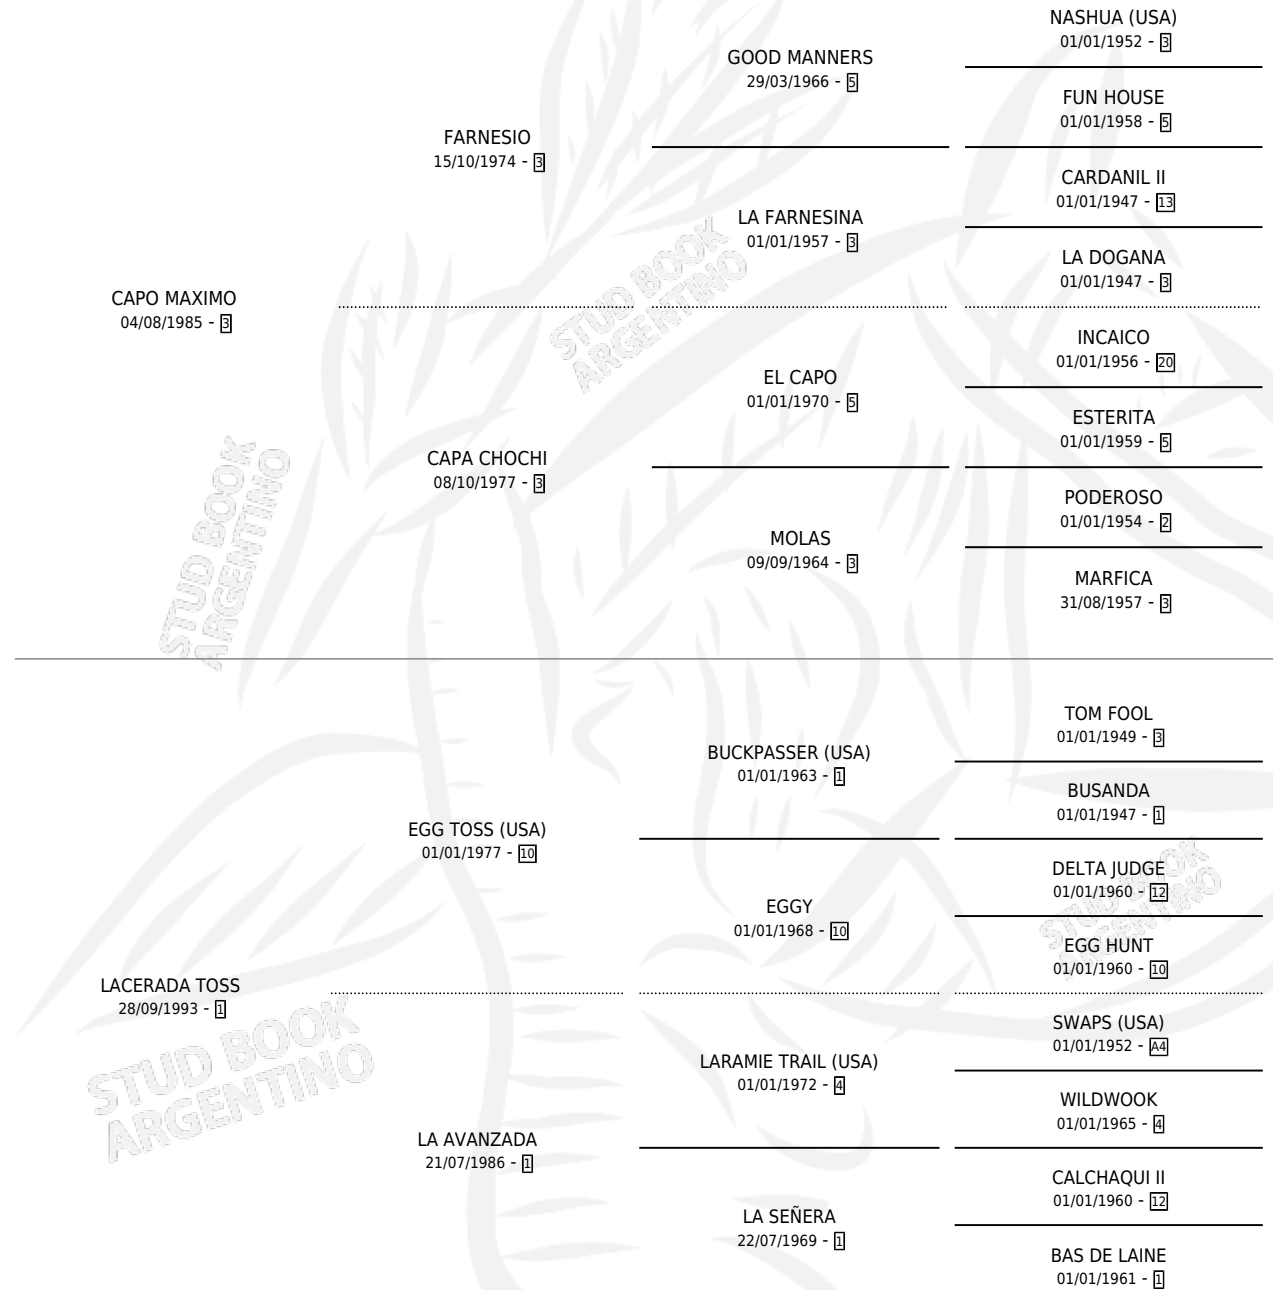 NASHUA (USA)
01/01/1952 - 3
GOOD MANNERS
29/03/1966 - 5
FUN HOUSE
01/01/1958 - 5
FARNESIO
15/10/1974 - 3
CARDANIL II
01/01/1947 - 13
LA FARNESINA
01/01/1957 - 3
LA DOGANA
01/01/1947 - 3
CAPO MAXIMO
04/08/1985 - 3
INCAICO
01/01/1956 - 20
EL CAPO
01/01/1970 - 5
ESTERITA
01/01/1959 - 5
CAPA CHOCHI
08/10/1977 - 3
PODEROSO
01/01/1954 - 2
MOLAS
09/09/1964 - 3
MARFICA
31/08/1957 - 3
TOM FOOL
01/01/1949 - 3
BUCKPASSER (USA)
01/01/1963 - 1
BUSANDA
01/01/1947 - 1
EGG TOSS (USA)
01/01/1977 - 10
DELTA JUDGE
01/01/1960 - 12
EGGY
01/01/1968 - 10
EGG HUNT
01/01/1960 - 10
LACERADA TOSS
28/09/1993 - 1
SWAPS (USA)
01/01/1952 - A4
LARAMIE TRAIL (USA)
01/01/1972 - 4
WILDWOOK
01/01/1965 - 4
LA AVANZADA
21/07/1986 - 1
CALCHAQUI II
01/01/1960 - 12
LA SEÑERA
22/07/1969 - 1
BAS DE LAINE
01/01/1961 - 1
STUD BOOK
ARGENTINO
STUD BOOK
ARGENTINO
STUD BOOK
ARGENTINO
STUD BOOK
ARGENTINO